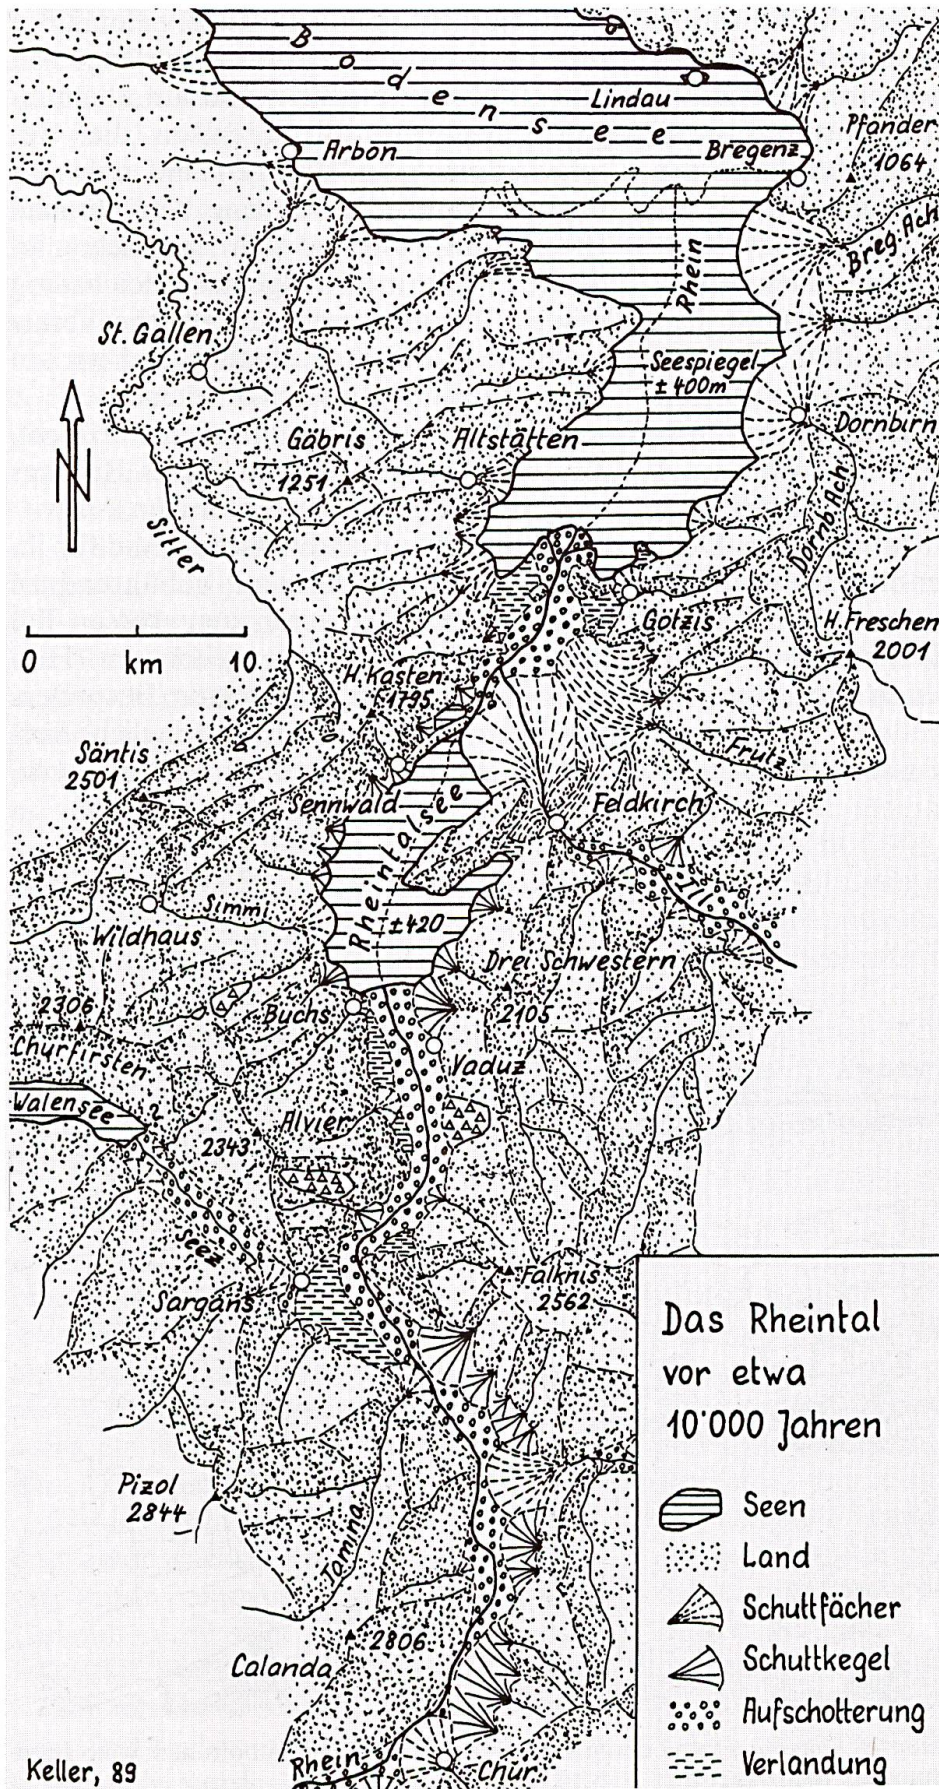 Bodensee
Lindau
Arbon
Bregenz
Pfänder
1064
Breg Ach
Rhein
St. Gallen
Seespiegel
± 400m
Dornbirn
Gäbris
1251
Altstätten
Dornb Ach
Sitter
N
0 km 10
Götzis
H. Freschen
2001
H. Kasten
1795
Säntis
2501
Sennwald
Rheintalsee
Frutz
Feldkirch
Ill
Simmi
± 420
Wildhaus
Drei Schwestern
2105
2306
Churfirsten
Buchs
Vaduz
Walensee
?
Alvier
2343
Seez
?
Sargans
Falknis
2562
Pizol
2844
Tamina
2806
Calanda
Rhein
Chur
Das Rheintal
vor etwa
10'000 Jahren
Seen
Land
Schuttfächer
Schuttkegel
Aufschotterung
Verlandung
Keller, 89